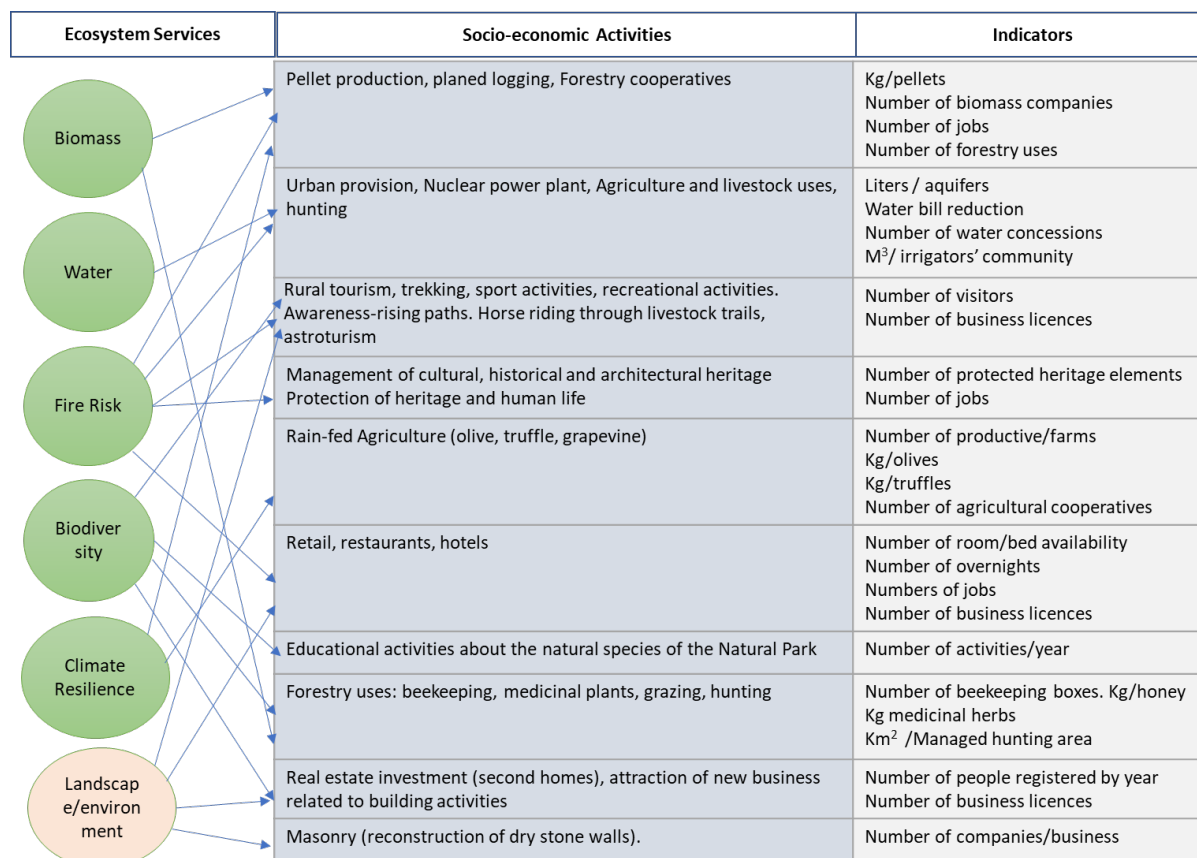 Ecosystem Services
Socio-economic Activities
Indicators
Biomass
Water
Fire Risk
Biodiver
sity
Climate
Resilience
Landscap
e/environ
ment
Pellet production, planed logging, Forestry cooperatives
Kg/pellets
Number of biomass companies
Number of jobs
Number of forestry uses
Urban provision, Nuclear power plant, Agriculture and livestock uses,
hunting
Liters / aquifers
Water bill reduction
Number of water concessions
M³/ irrigators’ community
Rural tourism, trekking, sport activities, recreational activities.
Awareness-rising paths. Horse riding through livestock trails,
astroturism
Number of visitors
Number of business licences
Management of cultural, historical and architectural heritage
Protection of heritage and human life
Number of protected heritage elements
Number of jobs
Rain-fed Agriculture (olive, truffle, grapevine)
Number of productive/farms
Kg/olives
Kg/truffles
Number of agricultural cooperatives
Retail, restaurants, hotels
Number of room/bed availability
Number of overnights
Numbers of jobs
Number of business licences
Educational activities about the natural species of the Natural Park
Number of activities/year
Forestry uses: beekeeping, medicinal plants, grazing, hunting
Number of beekeeping boxes. Kg/honey
Kg medicinal herbs
Km² /Managed hunting area
Real estate investment (second homes), attraction of new business
related to building activities
Number of people registered by year
Number of business licences
Masonry (reconstruction of dry stone walls).
Number of companies/business